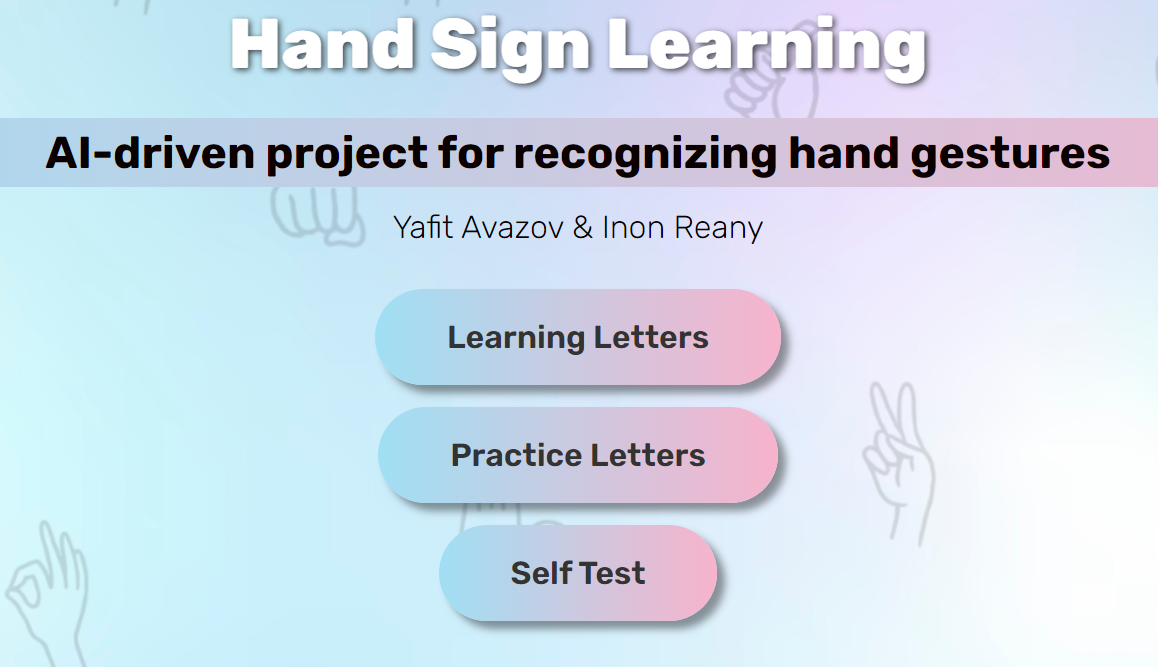 Hand Sign Learning
AI-driven project for recognizing hand gestures
Yafit Avazov & Inon Reany
Learning Letters
Practice Letters
Self Test